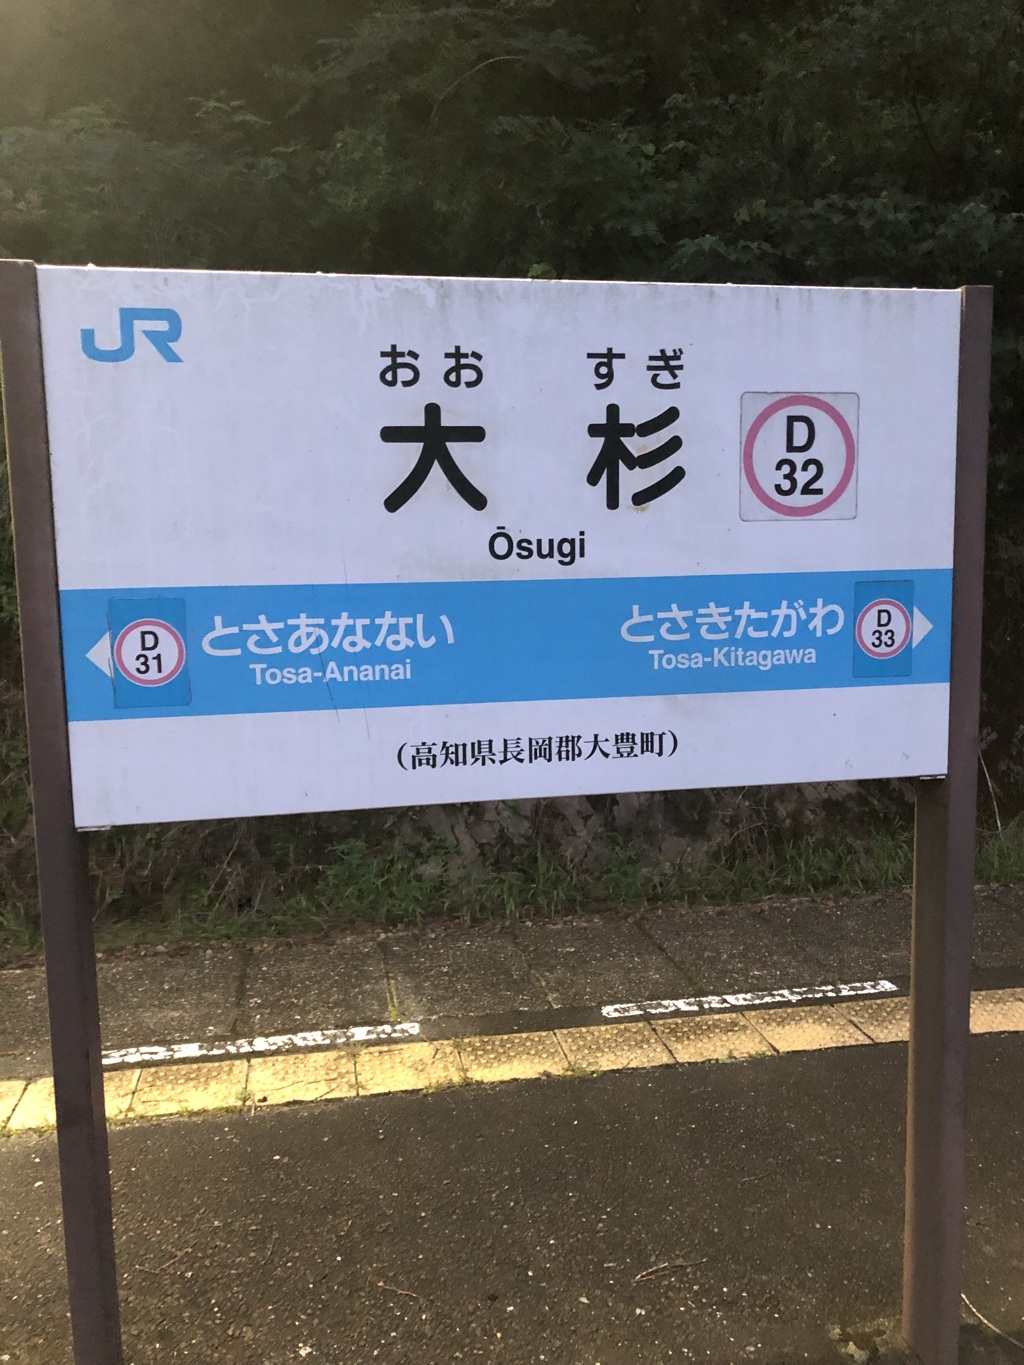 JR
おお すぎ
大 杉
D
32
Ōsugi
D
31
とさあなない
Tosa-Ananai
とさきたがわ
Tosa-Kitagawa
D
33
(高知県長岡郡大豊町)